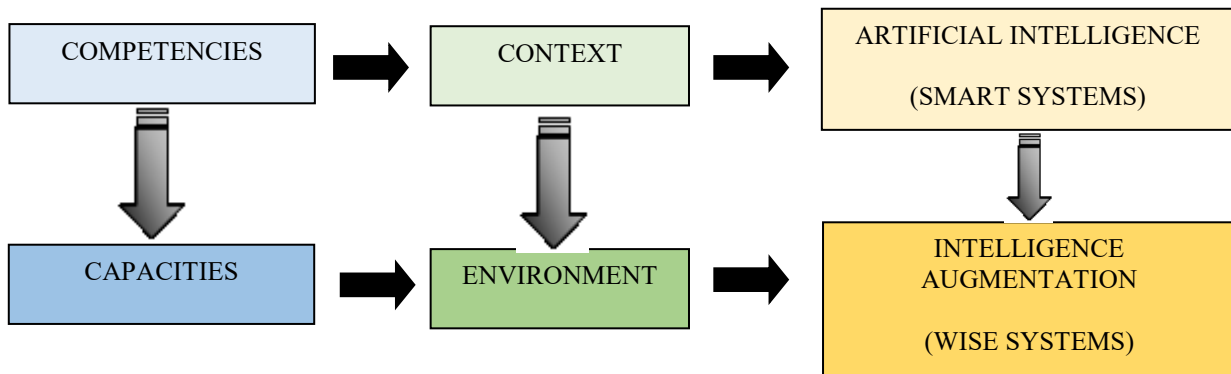 COMPETENCIES
CONTEXT
ARTIFICIAL INTELLIGENCE
(SMART SYSTEMS)
CAPACITIES
ENVIRONMENT
INTELLIGENCE
AUGMENTATION
(WISE SYSTEMS)